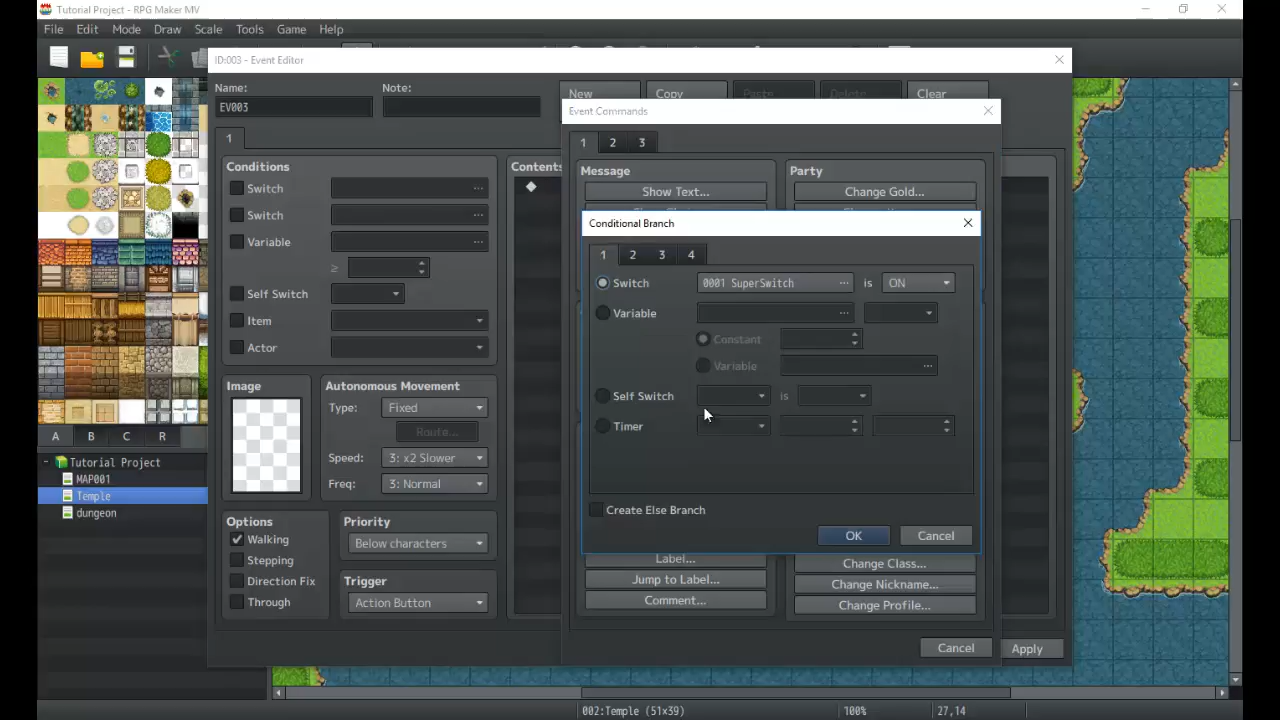 Tutorial Project - RPG Maker MV
File Edit Mode Draw Scale Tools Game Help
ID:003 - Event Editor
Name:
Note:
EV003
New
Copy
Paste
Delete
Clear
1
Conditions
Switch
Switch
Variable
≥
Self Switch
Item
Actor
Image
Autonomous Movement
Type: Fixed
Route...
Speed: 3: x2 Slower
Freq: 3: Normal
Options
Walking
Stepping
Direction Fix
Through
Priority
Below characters
Trigger
Action Button
Contents
Event Commands
1 2 3
Message
Party
Show Text...
Change Gold...
Conditional Branch
1 2 3 4
Switch 0001 SuperSwitch ... is ON
Variable ...
Constant
Variable ...
Self Switch is
Timer
Create Else Branch
OK
Cancel
Label...
Jump to Label...
Comment...
Change Class...
Change Nickname...
Change Profile...
Cancel
Apply
A B C R
Tutorial Project
MAP001
Temple
dungeon
002:Temple (51x39)
100%
27,14